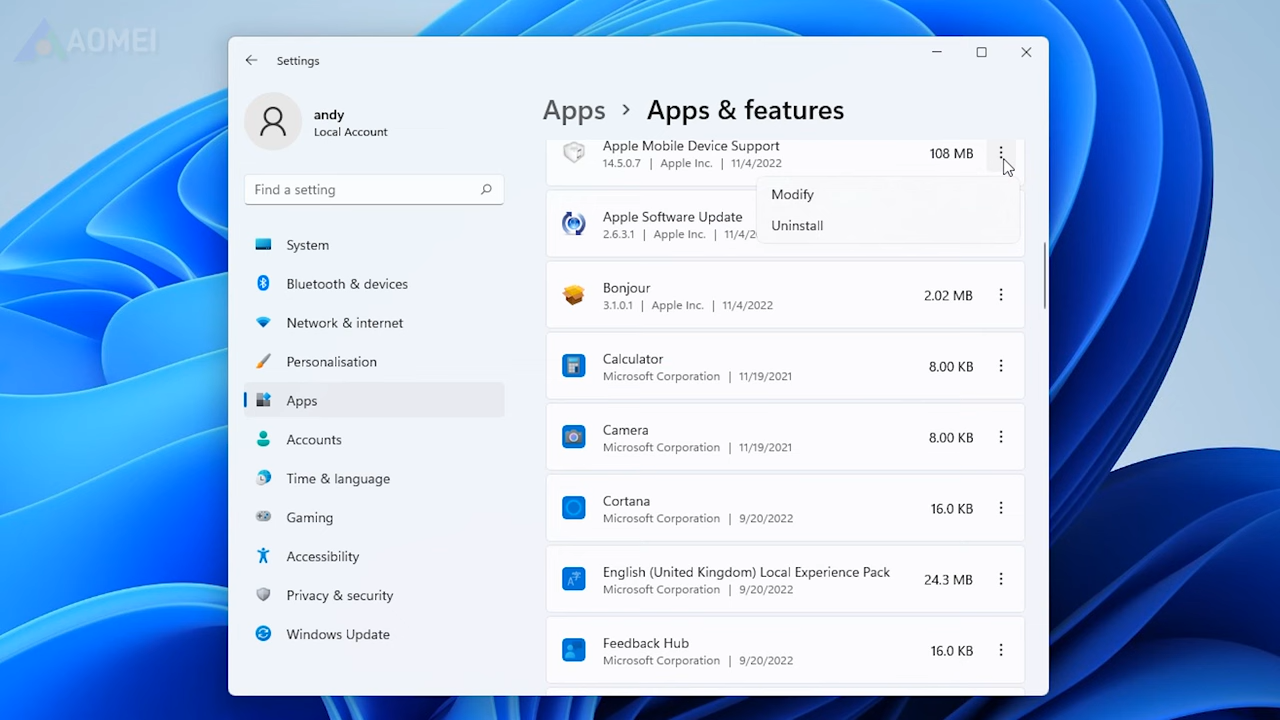 AOMEI
Settings
andy
Local Account
Find a setting
System
Bluetooth & devices
Network & internet
Personalisation
Apps
Accounts
Time & language
Gaming
Accessibility
Privacy & security
Windows Update
Apps > Apps & features
Apple Mobile Device Support
14.5.0.7 | Apple Inc. | 11/4/2022
108 MB
Modify
Uninstall
Apple Software Update
2.6.3.1 | Apple Inc. | 11/4/20
Bonjour
3.1.0.1 | Apple Inc. | 11/4/2022
2.02 MB
Calculator
Microsoft Corporation | 11/19/2021
8.00 KB
Camera
Microsoft Corporation | 11/19/2021
8.00 KB
Cortana
Microsoft Corporation | 9/20/2022
16.0 KB
English (United Kingdom) Local Experience Pack
Microsoft Corporation | 9/20/2022
24.3 MB
Feedback Hub
Microsoft Corporation | 9/20/2022
16.0 KB